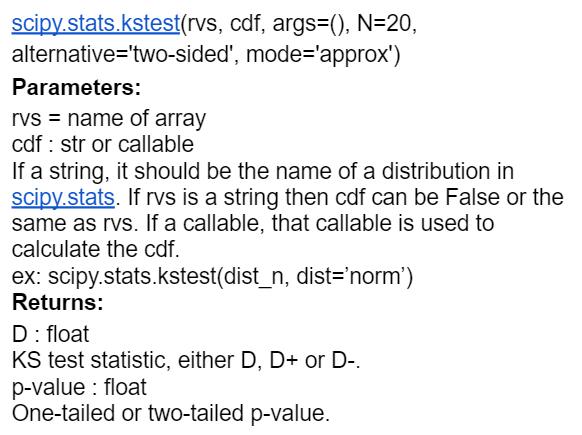 scipy.stats.kstest(rvs, cdf, args=(), N=20,
alternative='two-sided', mode='approx')
Parameters:
rvs = name of array
cdf : str or callable
If a string, it should be the name of a distribution in
scipy.stats. If rvs is a string then cdf can be False or the
same as rvs. If a callable, that callable is used to
calculate the cdf.
ex: scipy.stats.kstest(dist_n, dist=’norm’)
Returns:
D : float
KS test statistic, either D, D+ or D-.
p-value : float
One-tailed or two-tailed p-value.